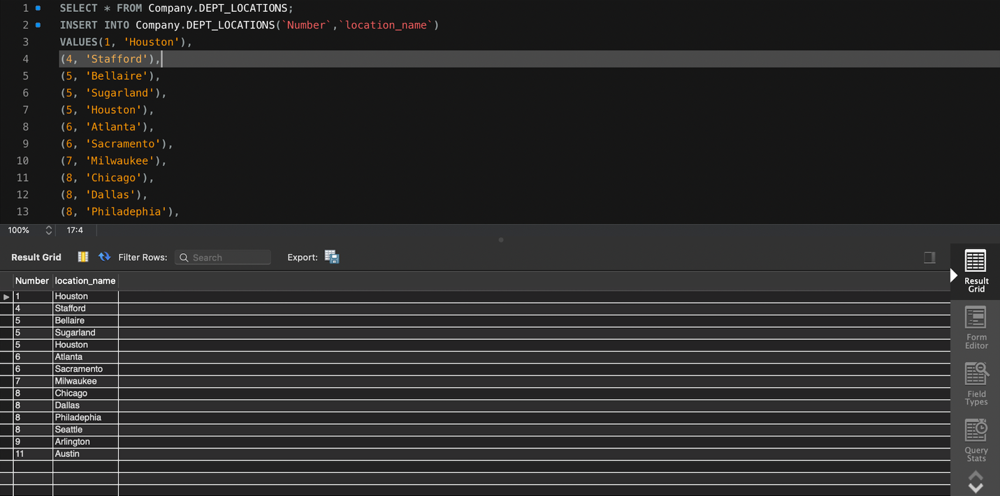 1 SELECT * FROM Company.DEPT_LOCATIONS;
2 INSERT INTO Company.DEPT_LOCATIONS(`Number`,`location_name`)
3 VALUES(1, 'Houston'),
4 (4, 'Stafford'),
5 (5, 'Bellaire'),
6 (5, 'Sugarland'),
7 (5, 'Houston'),
8 (6, 'Atlanta'),
9 (6, 'Sacramento'),
10 (7, 'Milwaukee'),
11 (8, 'Chicago'),
12 (8, 'Dallas'),
13 (8, 'Philadephia'),
100% 17:4
Result Grid Filter Rows: Search Export:
Number location_name
1 Houston
4 Stafford
5 Bellaire
5 Sugarland
5 Houston
6 Atlanta
6 Sacramento
7 Milwaukee
8 Chicago
8 Dallas
8 Philadephia
8 Seattle
9 Arlington
11 Austin
Result
Grid
Form
Editor
Field
Types
Query
Stats